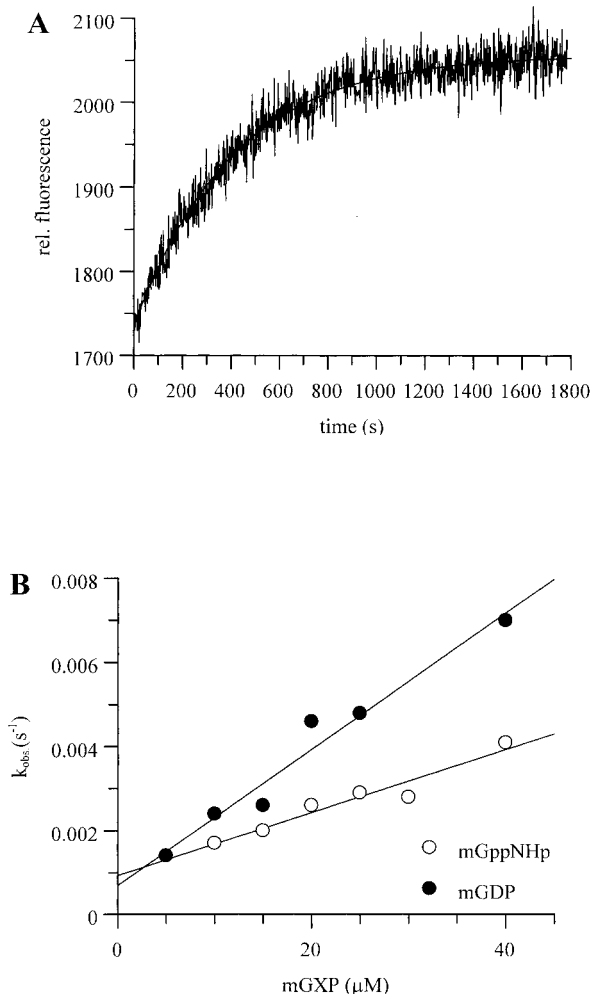 A
2100
2000
1900
1800
1700
rel. fluorescence
0 200 400 600 800 1000 1200 1400 1600 1800
time (s)
B
0.008
0.006
0.004
0.002
0
k_obs. (s⁻¹)
mGppNHp
mGDP
0 20 40
mGXP (μM)